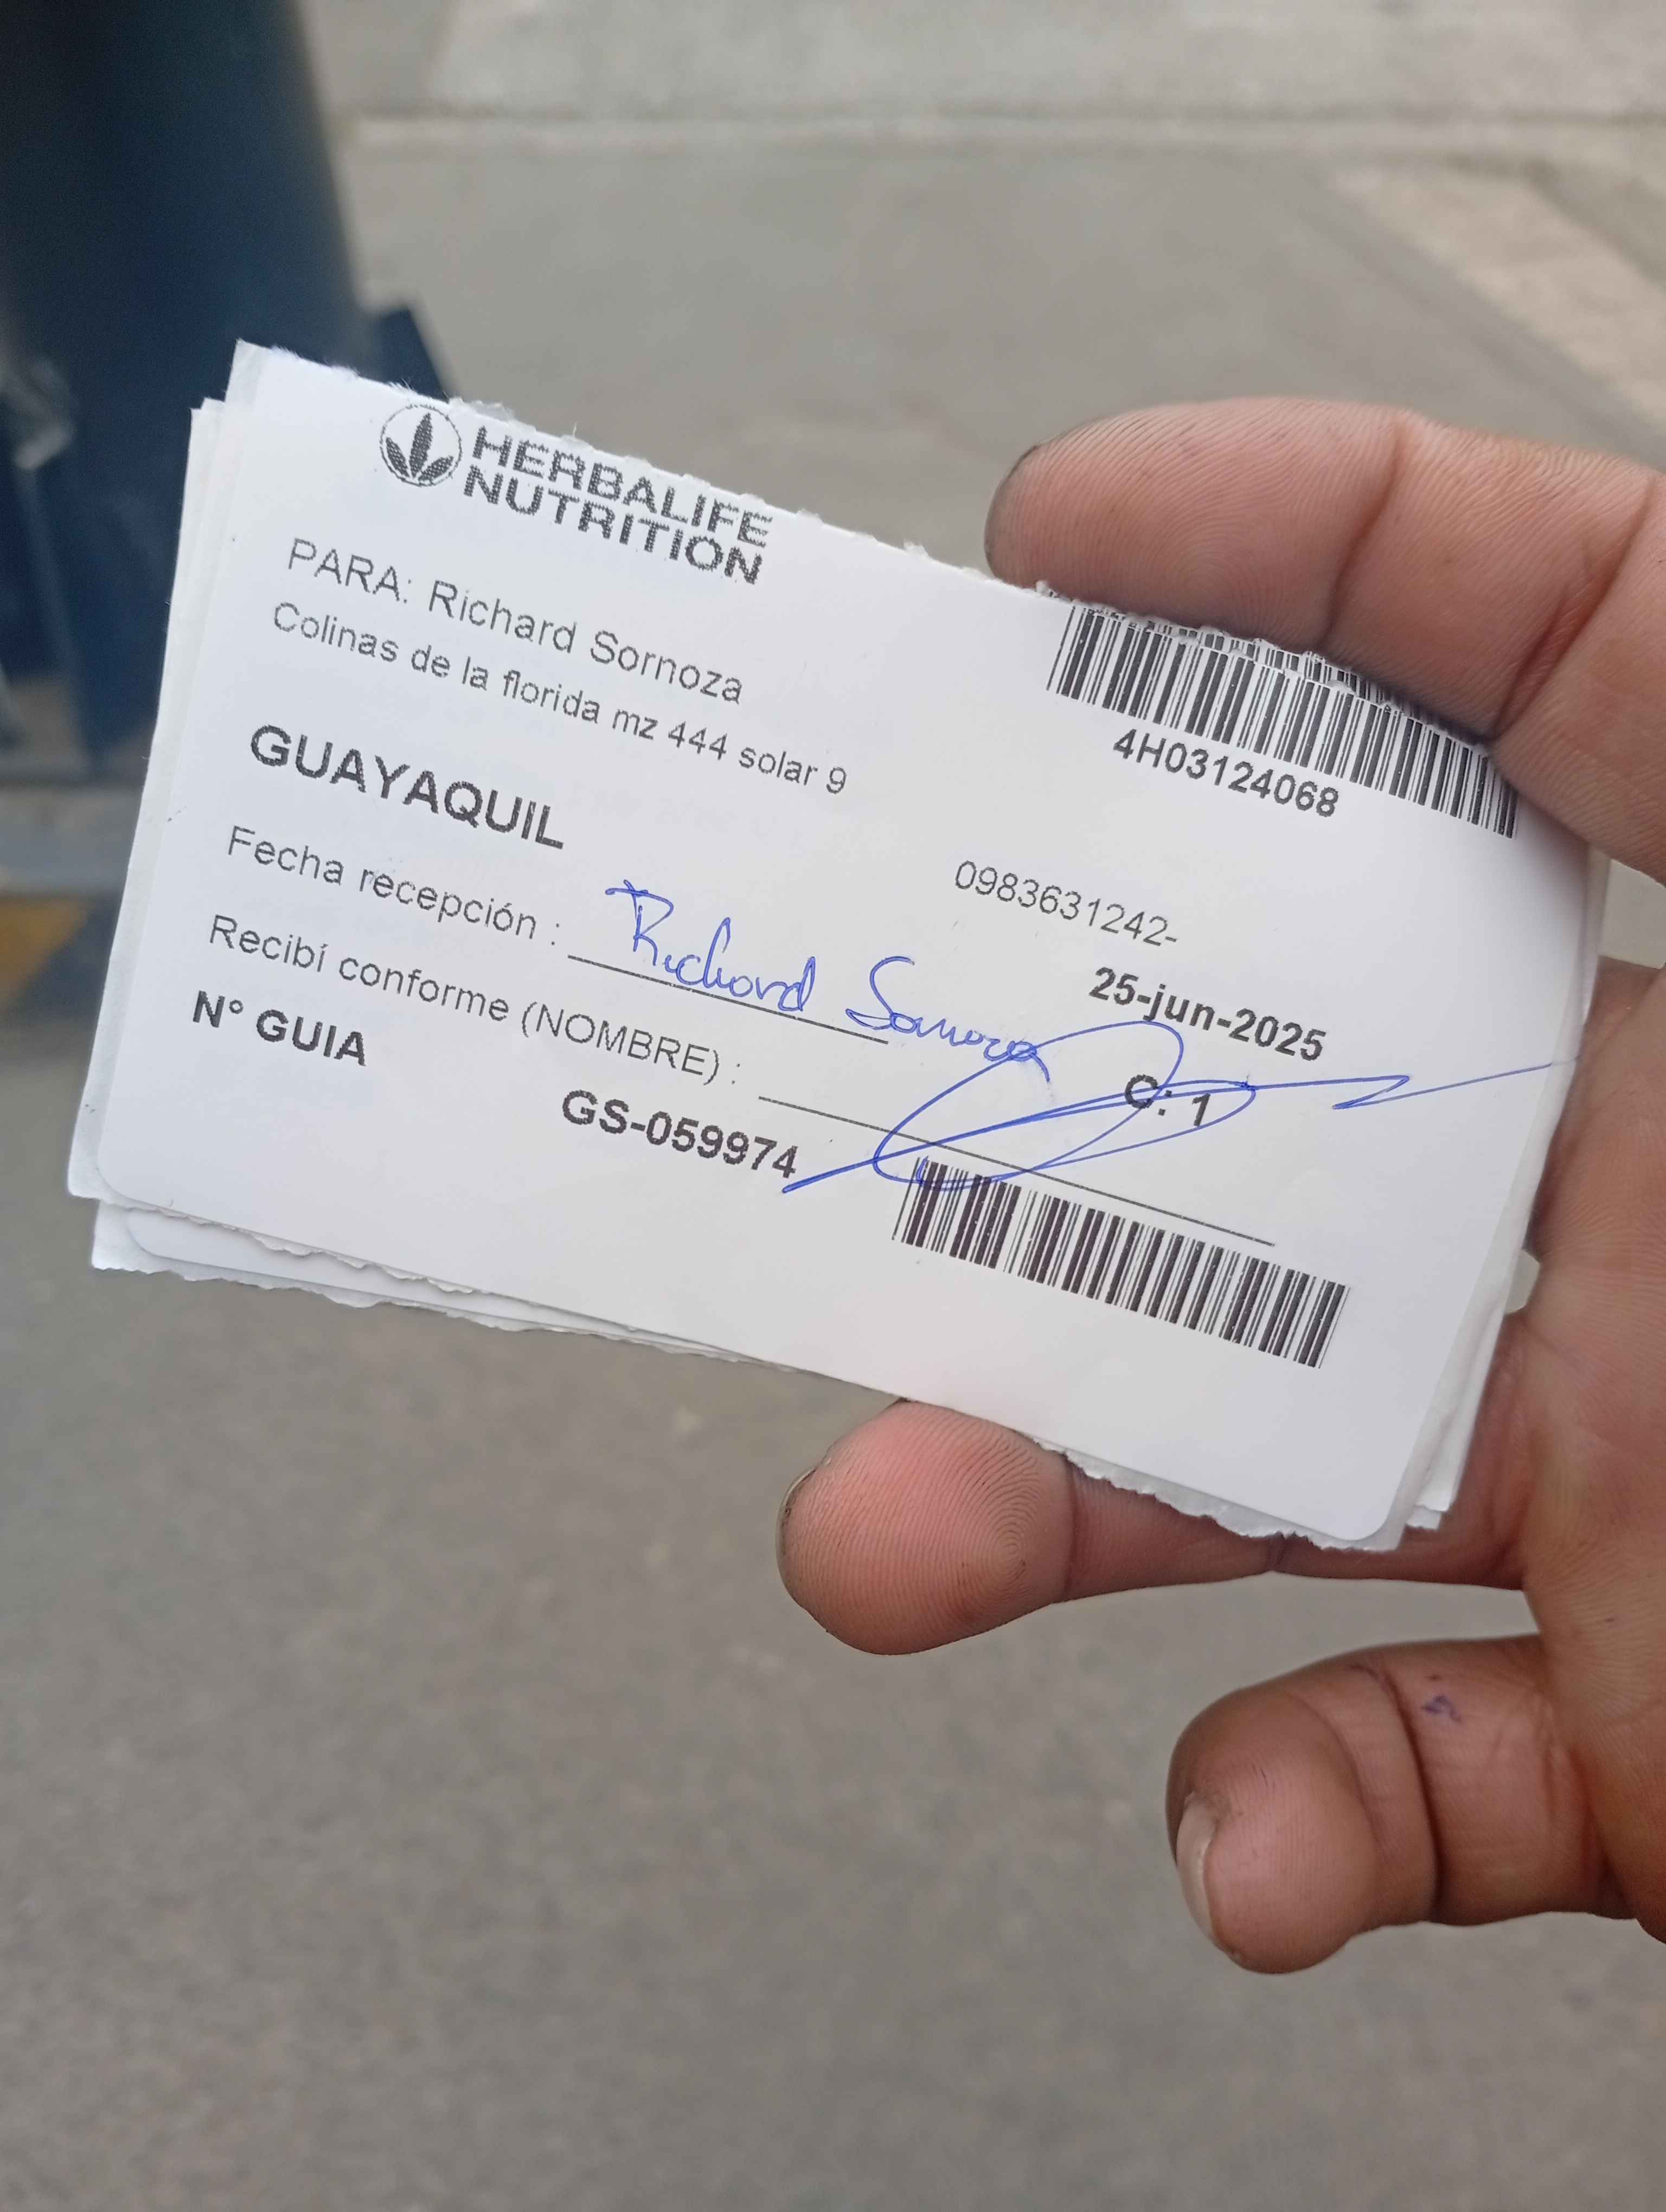 HERBALIFE
NUTRITION
PARA: Richard Sornoza
Colinas de la florida mz 444 solar 9
4H03124068
GUAYAQUIL
0983631242-
Fecha recepción : Richard Sornoza
25-jun-2025
Recibí conforme (NOMBRE) :
C: 1
N° GUIA
GS-059974